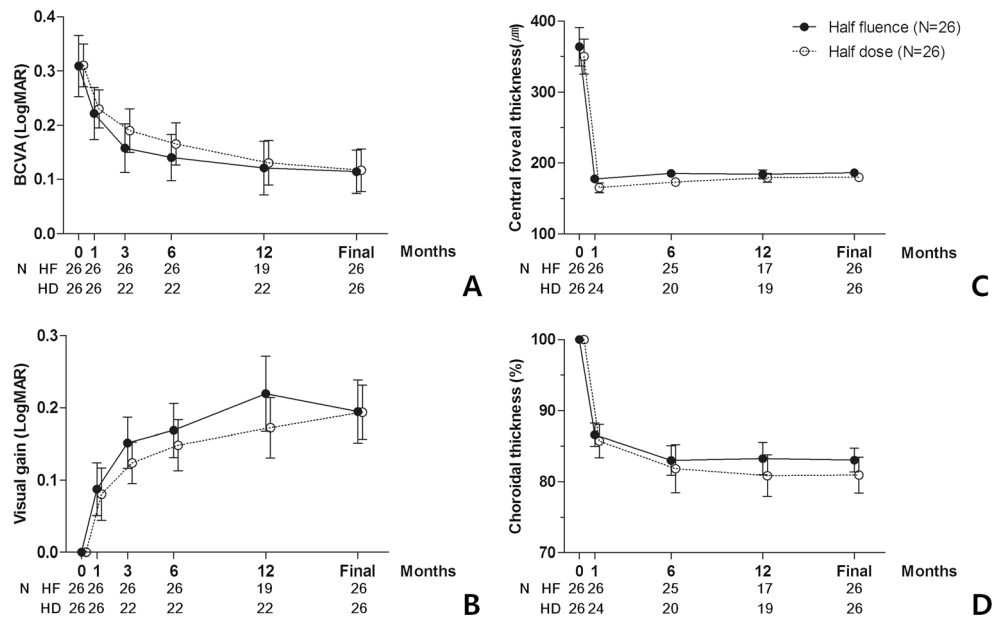 0.4
0.3
0.2
0.1
0.0
BCVA (LogMAR)
0 1 3 6 12 Final Months
N HF 26 26 26 26 19 26
HD 26 26 22 22 22 26
A
400
300
200
100
Central foveal thickness(㎛)
Half fluence (N=26)
Half dose (N=26)
0 1 6 12 Final Months
N HF 26 26 25 17 26
HD 26 24 20 19 26
C
0.3
0.2
0.1
0.0
Visual gain (LogMAR)
0 1 3 6 12 Final Months
N HF 26 26 26 26 19 26
HD 26 26 22 22 22 26
B
100
90
80
70
Choroidal thickness (%)
0 1 6 12 Final Months
N HF 26 26 25 17 26
HD 26 24 20 19 26
D